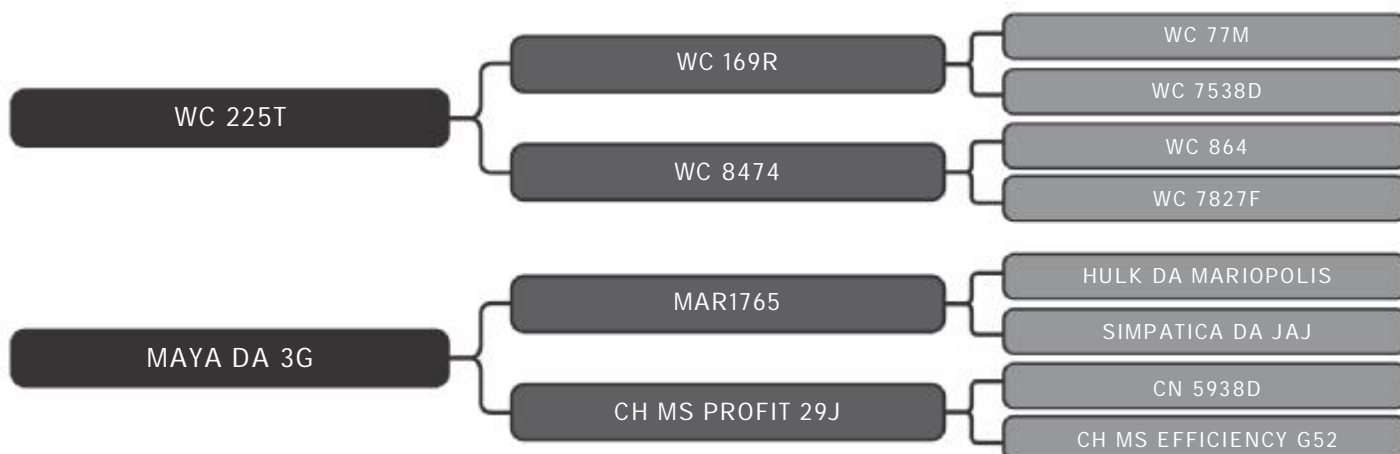 WC 225T
WC 169R
WC 77M
WC 7538D
WC 8474
WC 864
WC 7827F
MAYA DA 3G
MAR1765
HULK DA MARIOPOLIS
SIMPATICA DA JAJ
CH MS PROFIT 29J
CN 5938D
CH MS EFFICIENCY G52